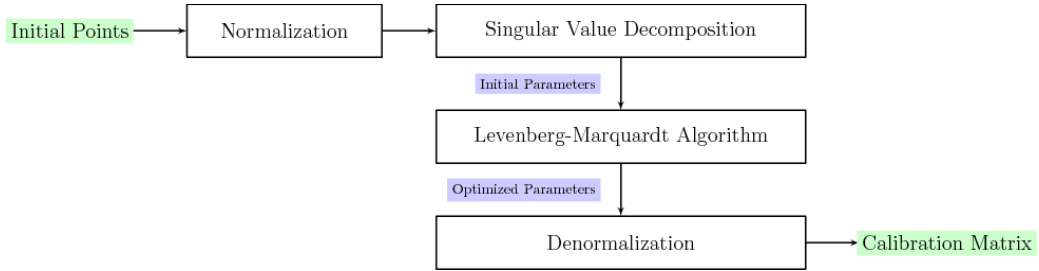 Initial Points
Normalization
Singular Value Decomposition
Initial Parameters
Levenberg-Marquardt Algorithm
Optimized Parameters
Denormalization
Calibration Matrix